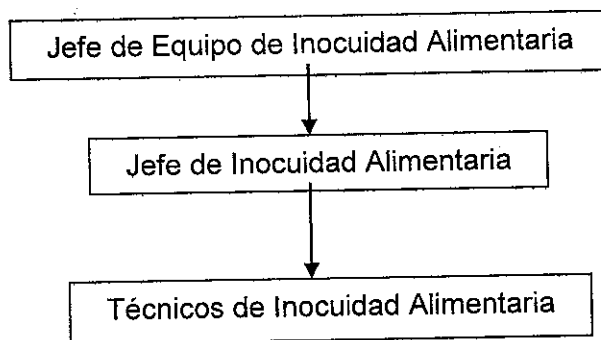 Jefe de Equipo de Inocuidad Alimentaria
Jefe de Inocuidad Alimentaria
Técnicos de Inocuidad Alimentaria